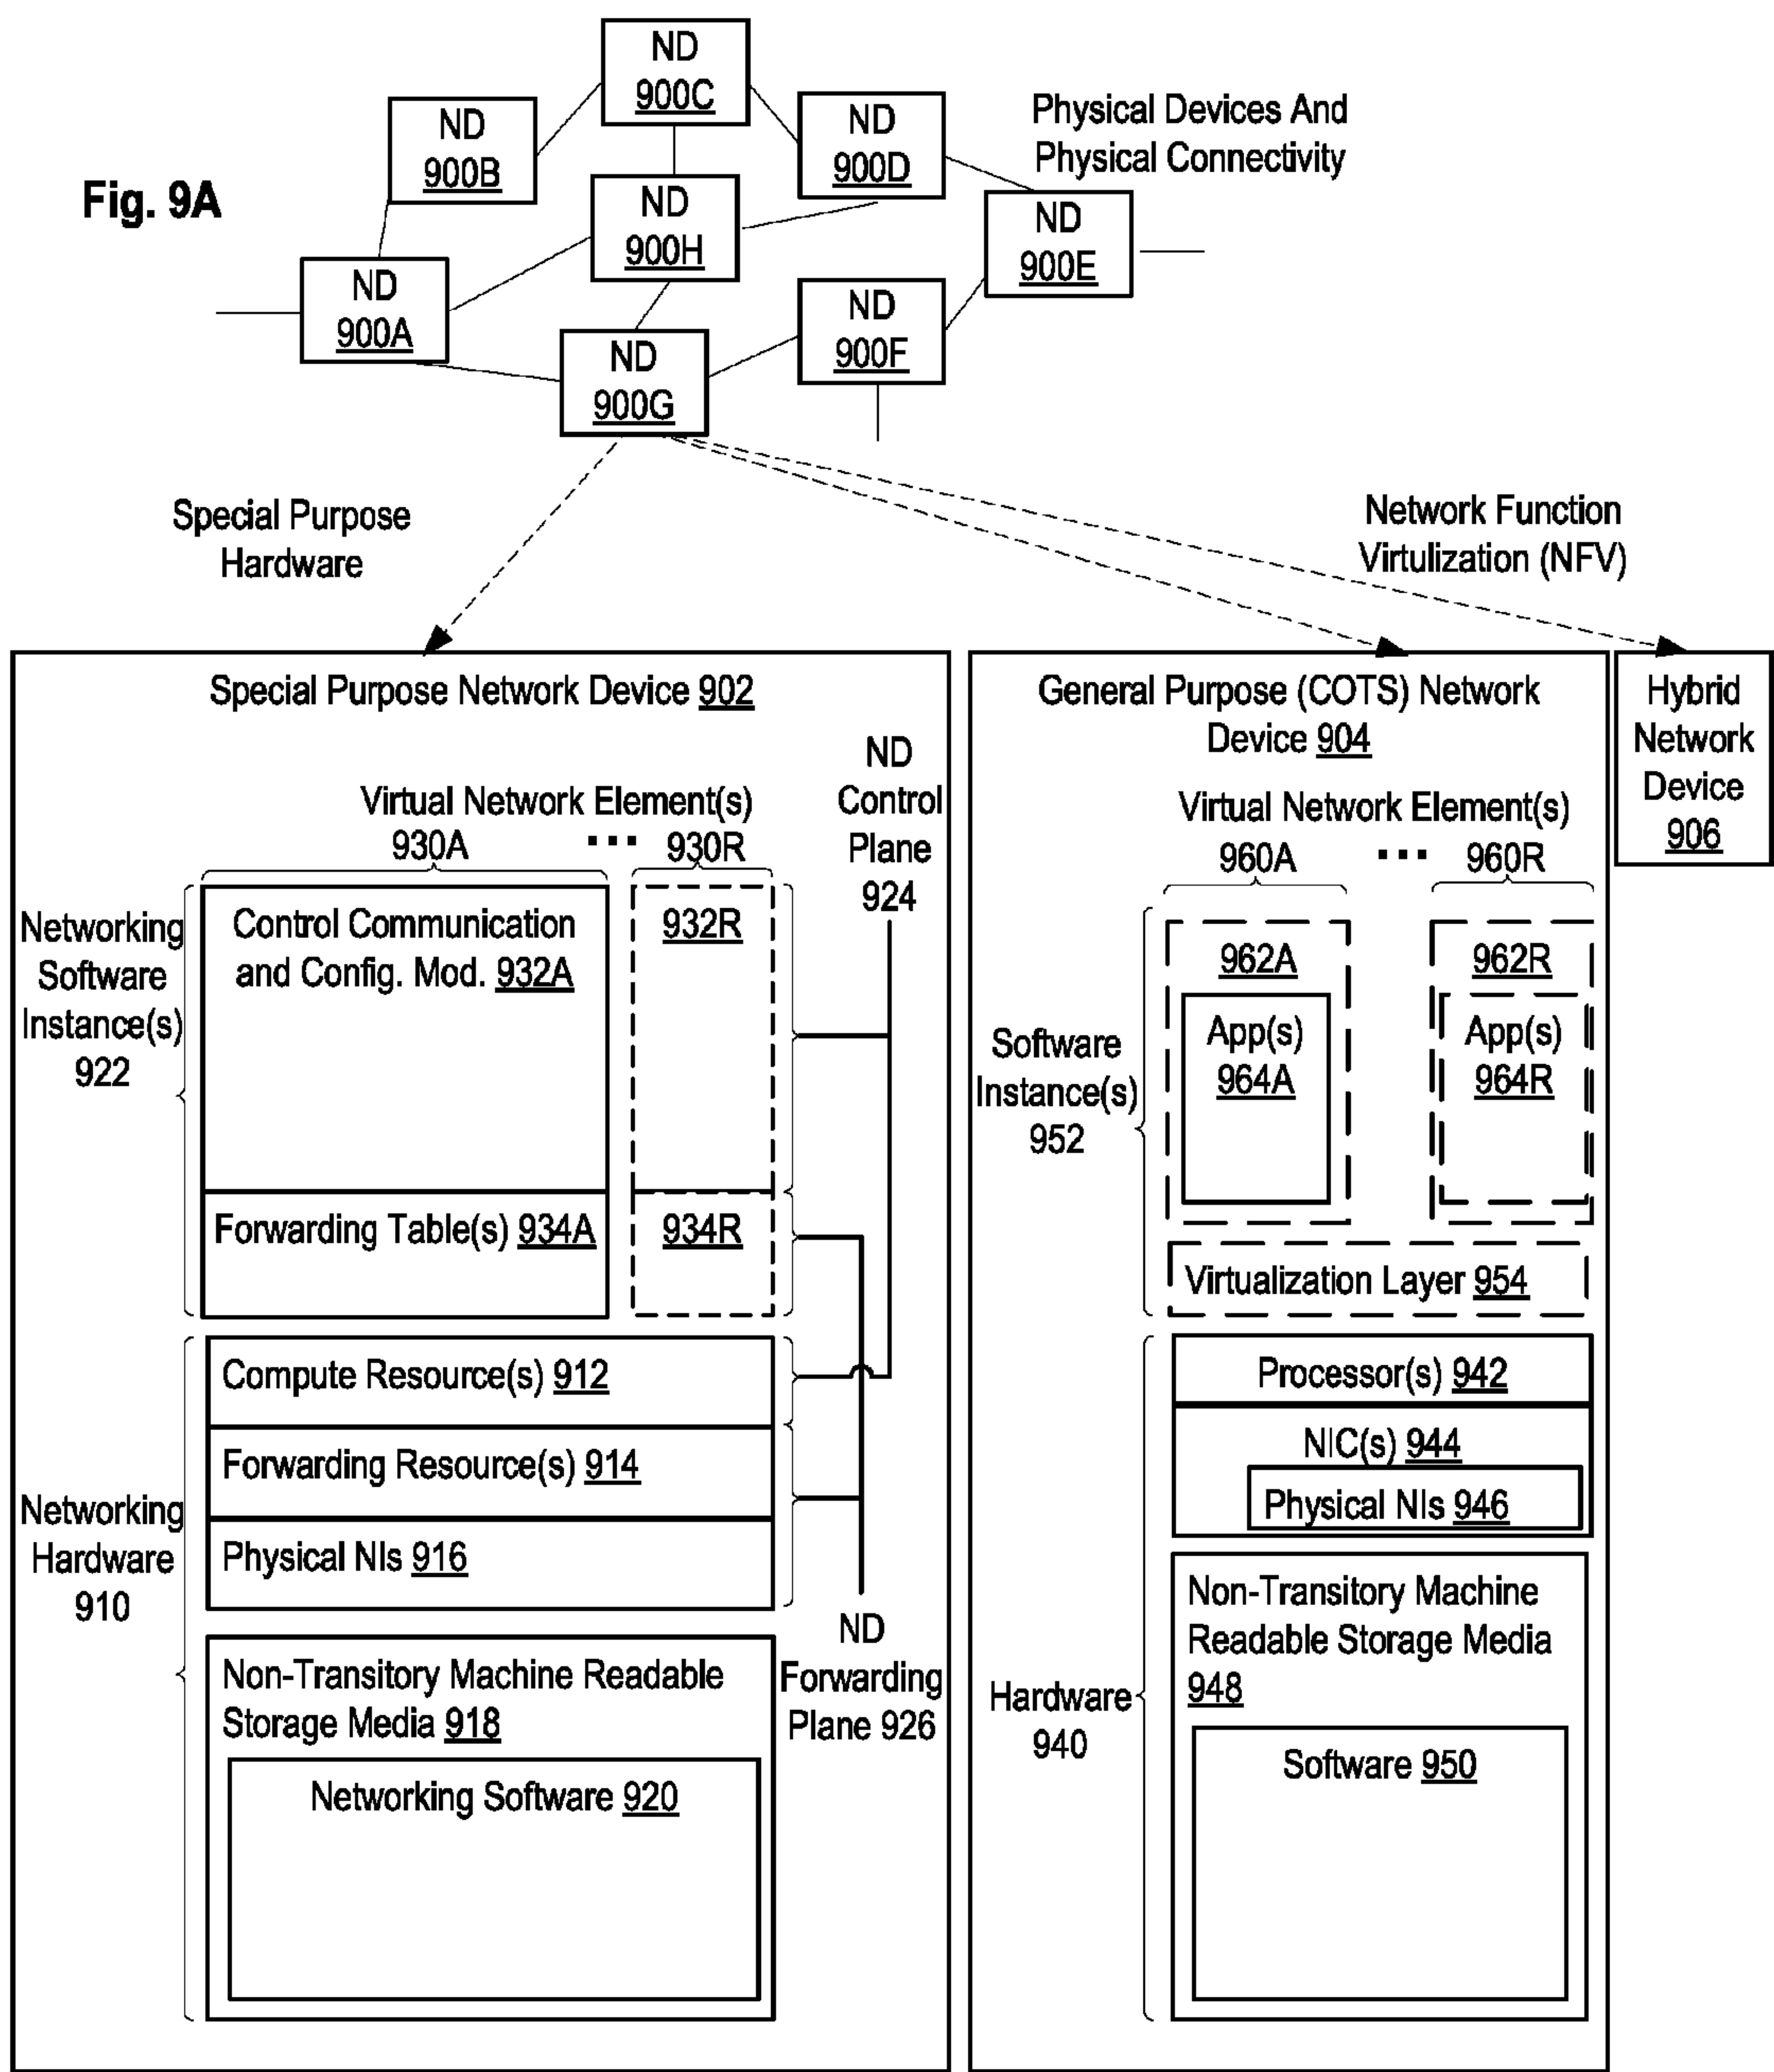 Fig. 9A
ND
900C
ND
900B
ND
900D
Physical Devices And
Physical Connectivity
ND
900H
ND
900E
ND
900A
ND
900F
ND
900G
Special Purpose
Hardware
Network Function
Virtulization (NFV)
Special Purpose Network Device 902
ND
Control
Plane
924
Virtual Network Element(s)
930A ... 930R
Networking
Software
Instance(s)
922
Control Communication
and Config. Mod. 932A
932R
Forwarding Table(s) 934A
934R
Networking
Hardware
910
Compute Resource(s) 912
Forwarding Resource(s) 914
Physical NIs 916
ND
Forwarding
Plane 926
Non-Transitory Machine Readable
Storage Media 918
Networking Software 920
General Purpose (COTS) Network
Device 904
Virtual Network Element(s)
960A ... 960R
Software
Instance(s)
952
962A
App(s)
964A
962R
App(s)
964R
Virtualization Layer 954
Hardware
940
Processor(s) 942
NIC(s) 944
Physical NIs 946
Non-Transitory Machine
Readable Storage Media
948
Software 950
Hybrid
Network
Device
906